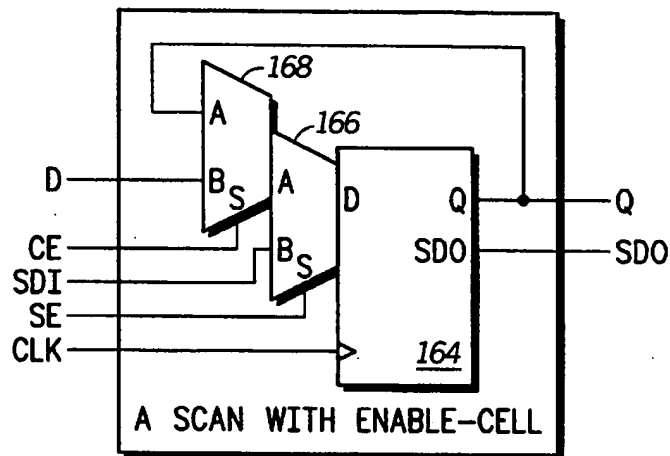 168
166
A
D
B
S
A
D
Q
Q
CE
SDO
SDO
SDI
B
S
SE
CLK
164
A SCAN WITH ENABLE-CELL